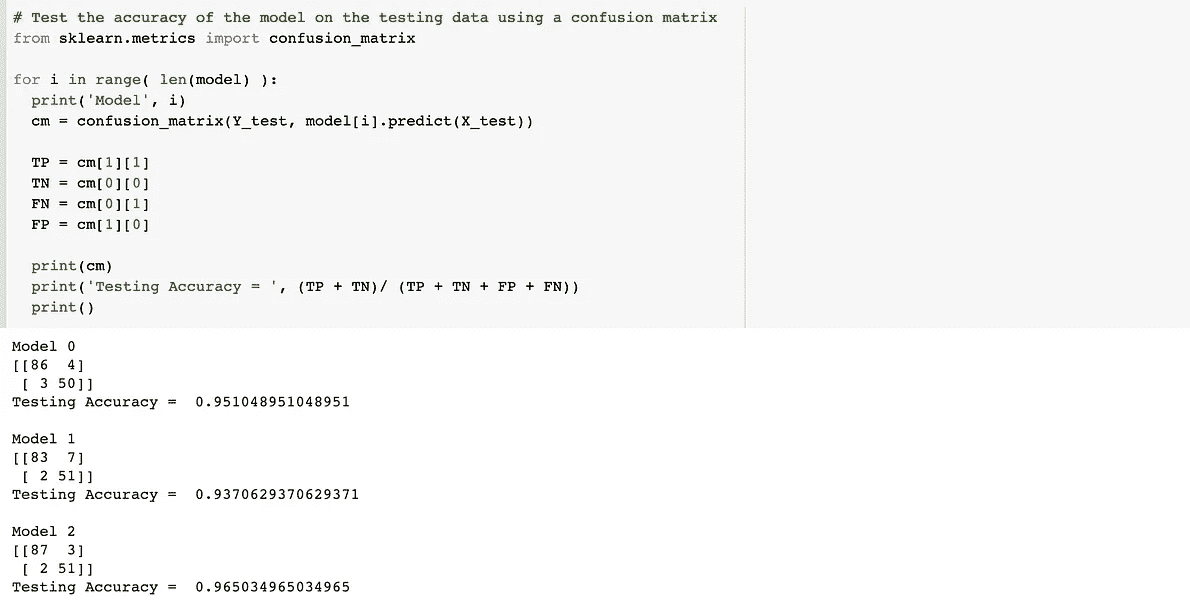 # Test the accuracy of the model on the testing data using a confusion matrix
from sklearn.metrics import confusion_matrix
for i in range( len(model) ):
print('Model', i)
cm = confusion_matrix(Y_test, model[i].predict(X_test))
TP = cm[1][1]
TN = cm[0][0]
FN = cm[0][1]
FP = cm[1][0]
print(cm)
print('Testing Accuracy = ', (TP + TN)/ (TP + TN + FP + FN))
print()
Model 0
[[86  4]
 [ 3 50]]
Testing Accuracy =  0.951048951048951
Model 1
[[83  7]
 [ 2 51]]
Testing Accuracy =  0.9370629370629371
Model 2
[[87  3]
 [ 2 51]]
Testing Accuracy =  0.965034965034965